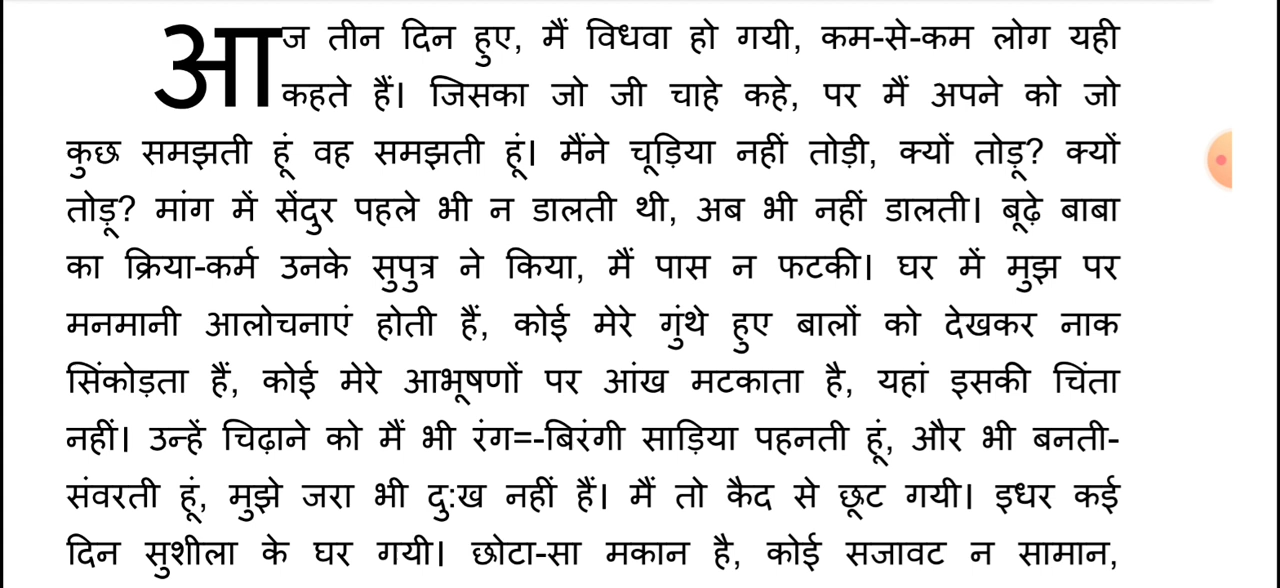 आज तीन दिन हुए, मैं विधवा हो गयी, कम-से-कम लोग यही
कहते हैं। जिसका जो जी चाहे कहे, पर मैं अपने को जो
कुछ समझती हूं वह समझती हूं। मैंने चूड़िया नहीं तोड़ी, क्यों तोड़ू? क्यों
तोड़ू? मांग में सेंदुर पहले भी न डालती थी, अब भी नहीं डालती। बूढ़े बाबा
का क्रिया-कर्म उनके सुपुत्र ने किया, मैं पास न फटकी। घर में मुझ पर
मनमानी आलोचनाएं होती हैं, कोई मेरे गुंथे हुए बालों को देखकर नाक
सिंकोड़ता हैं, कोई मेरे आभूषणों पर आंख मटकाता है, यहां इसकी चिंता
नहीं। उन्हें चिढ़ाने को मैं भी रंग=-बिरंगी साड़िया पहनती हूं, और भी बनती-
संवरती हूं, मुझे जरा भी दु:ख नहीं हैं। मैं तो कैद से छूट गयी। इधर कई
दिन सुशीला के घर गयी। छोटा-सा मकान है, कोई सजावट न सामान,